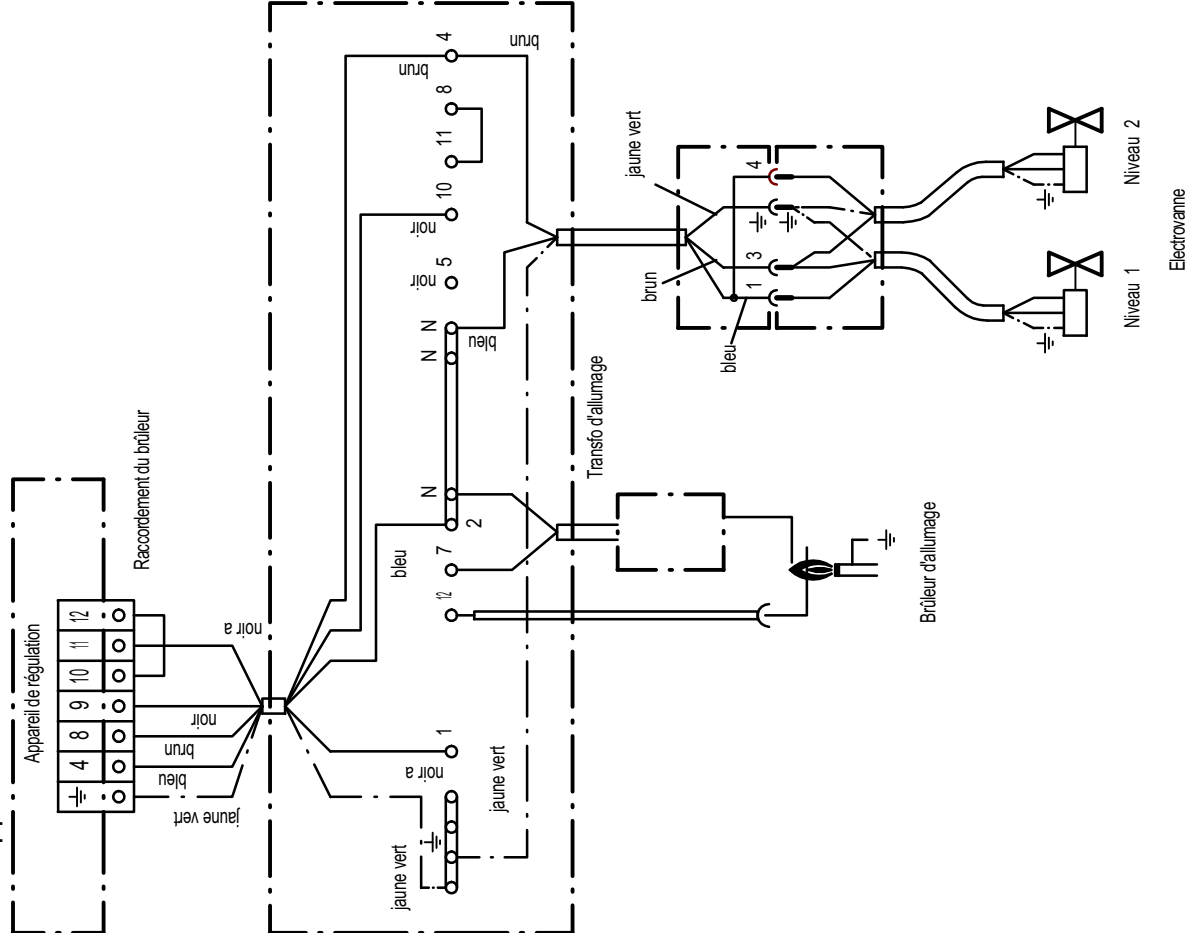 Appareil de régulation
4
8
9
10
11
12
Raccordement du brûleur
jaune vert
bleu
brun
noir
noir a
jaune vert
noir a
1
jaune vert
12
7
bleu
2
N
N
N
bleu
5
noir
10
noir
11
8
4
brun
brun
Transfo d'allumage
Brûleur d'allumage
bleu
brun
jaune vert
1
3
4
Niveau 1
Niveau 2
Electrovanne